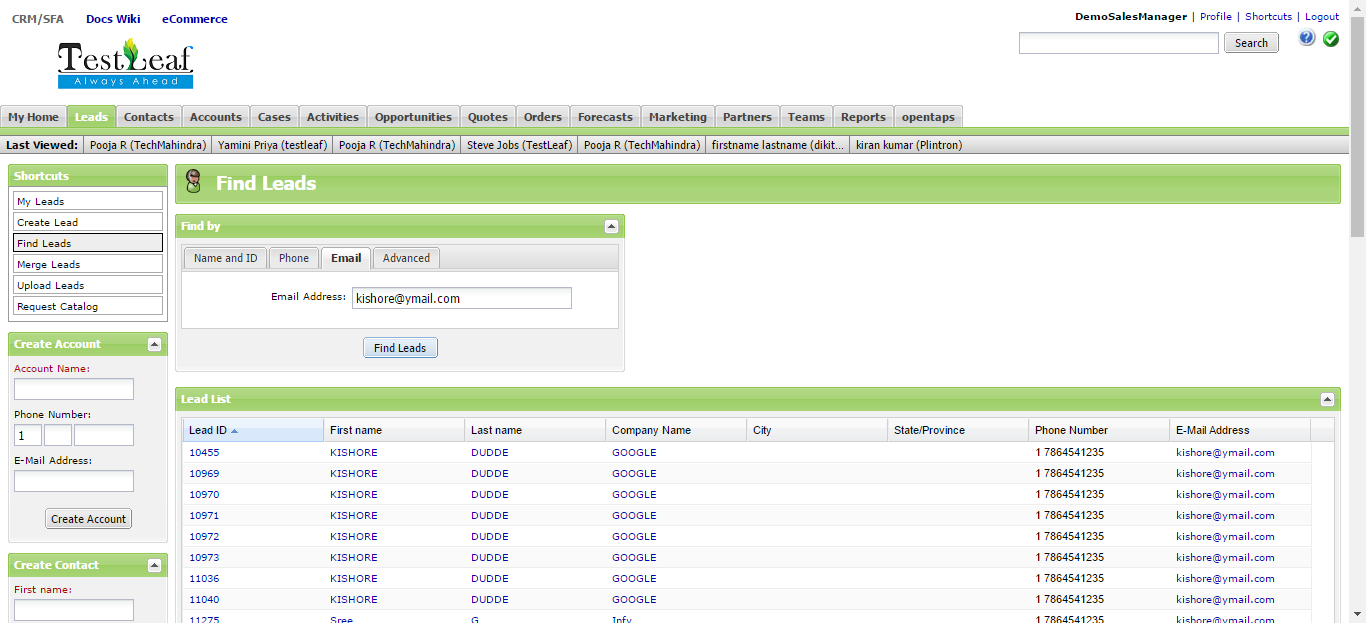 CRM/SFA Docs Wiki eCommerce
DemoSalesManager | Profile | Shortcuts | Logout
TestLeaf
Always Ahead
Search
My Home Leads Contacts Accounts Cases Activities Opportunities Quotes Orders Forecasts Marketing Partners Teams Reports opentaps
Last Viewed: Pooja R (TechMahindra) Yamini Priya (testleaf) Pooja R (TechMahindra) Steve Jobs (TestLeaf) Pooja R (TechMahindra) firstname lastname (dikit... kiran kumar (Plintron)
Shortcuts
My Leads
Create Lead
Find Leads
Merge Leads
Upload Leads
Request Catalog
Create Account
Account Name:
Phone Number:
1
E-Mail Address:
Create Account
Create Contact
First name:
Find Leads
Find by
Name and ID Phone Email Advanced
Email Address: kishore@ymail.com
Find Leads
Lead List
Lead ID First name Last name Company Name City State/Province Phone Number E-Mail Address
10455 KISHORE DUDDE GOOGLE 1 7864541235 kishore@ymail.com
10969 KISHORE DUDDE GOOGLE 1 7864541235 kishore@ymail.com
10970 KISHORE DUDDE GOOGLE 1 7864541235 kishore@ymail.com
10971 KISHORE DUDDE GOOGLE 1 7864541235 kishore@ymail.com
10972 KISHORE DUDDE GOOGLE 1 7864541235 kishore@ymail.com
10973 KISHORE DUDDE GOOGLE 1 7864541235 kishore@ymail.com
11036 KISHORE DUDDE GOOGLE 1 7864541235 kishore@ymail.com
11040 KISHORE DUDDE GOOGLE 1 7864541235 kishore@ymail.com
11275 Sree G Infy 1 7864541235 kishore@ymail.com